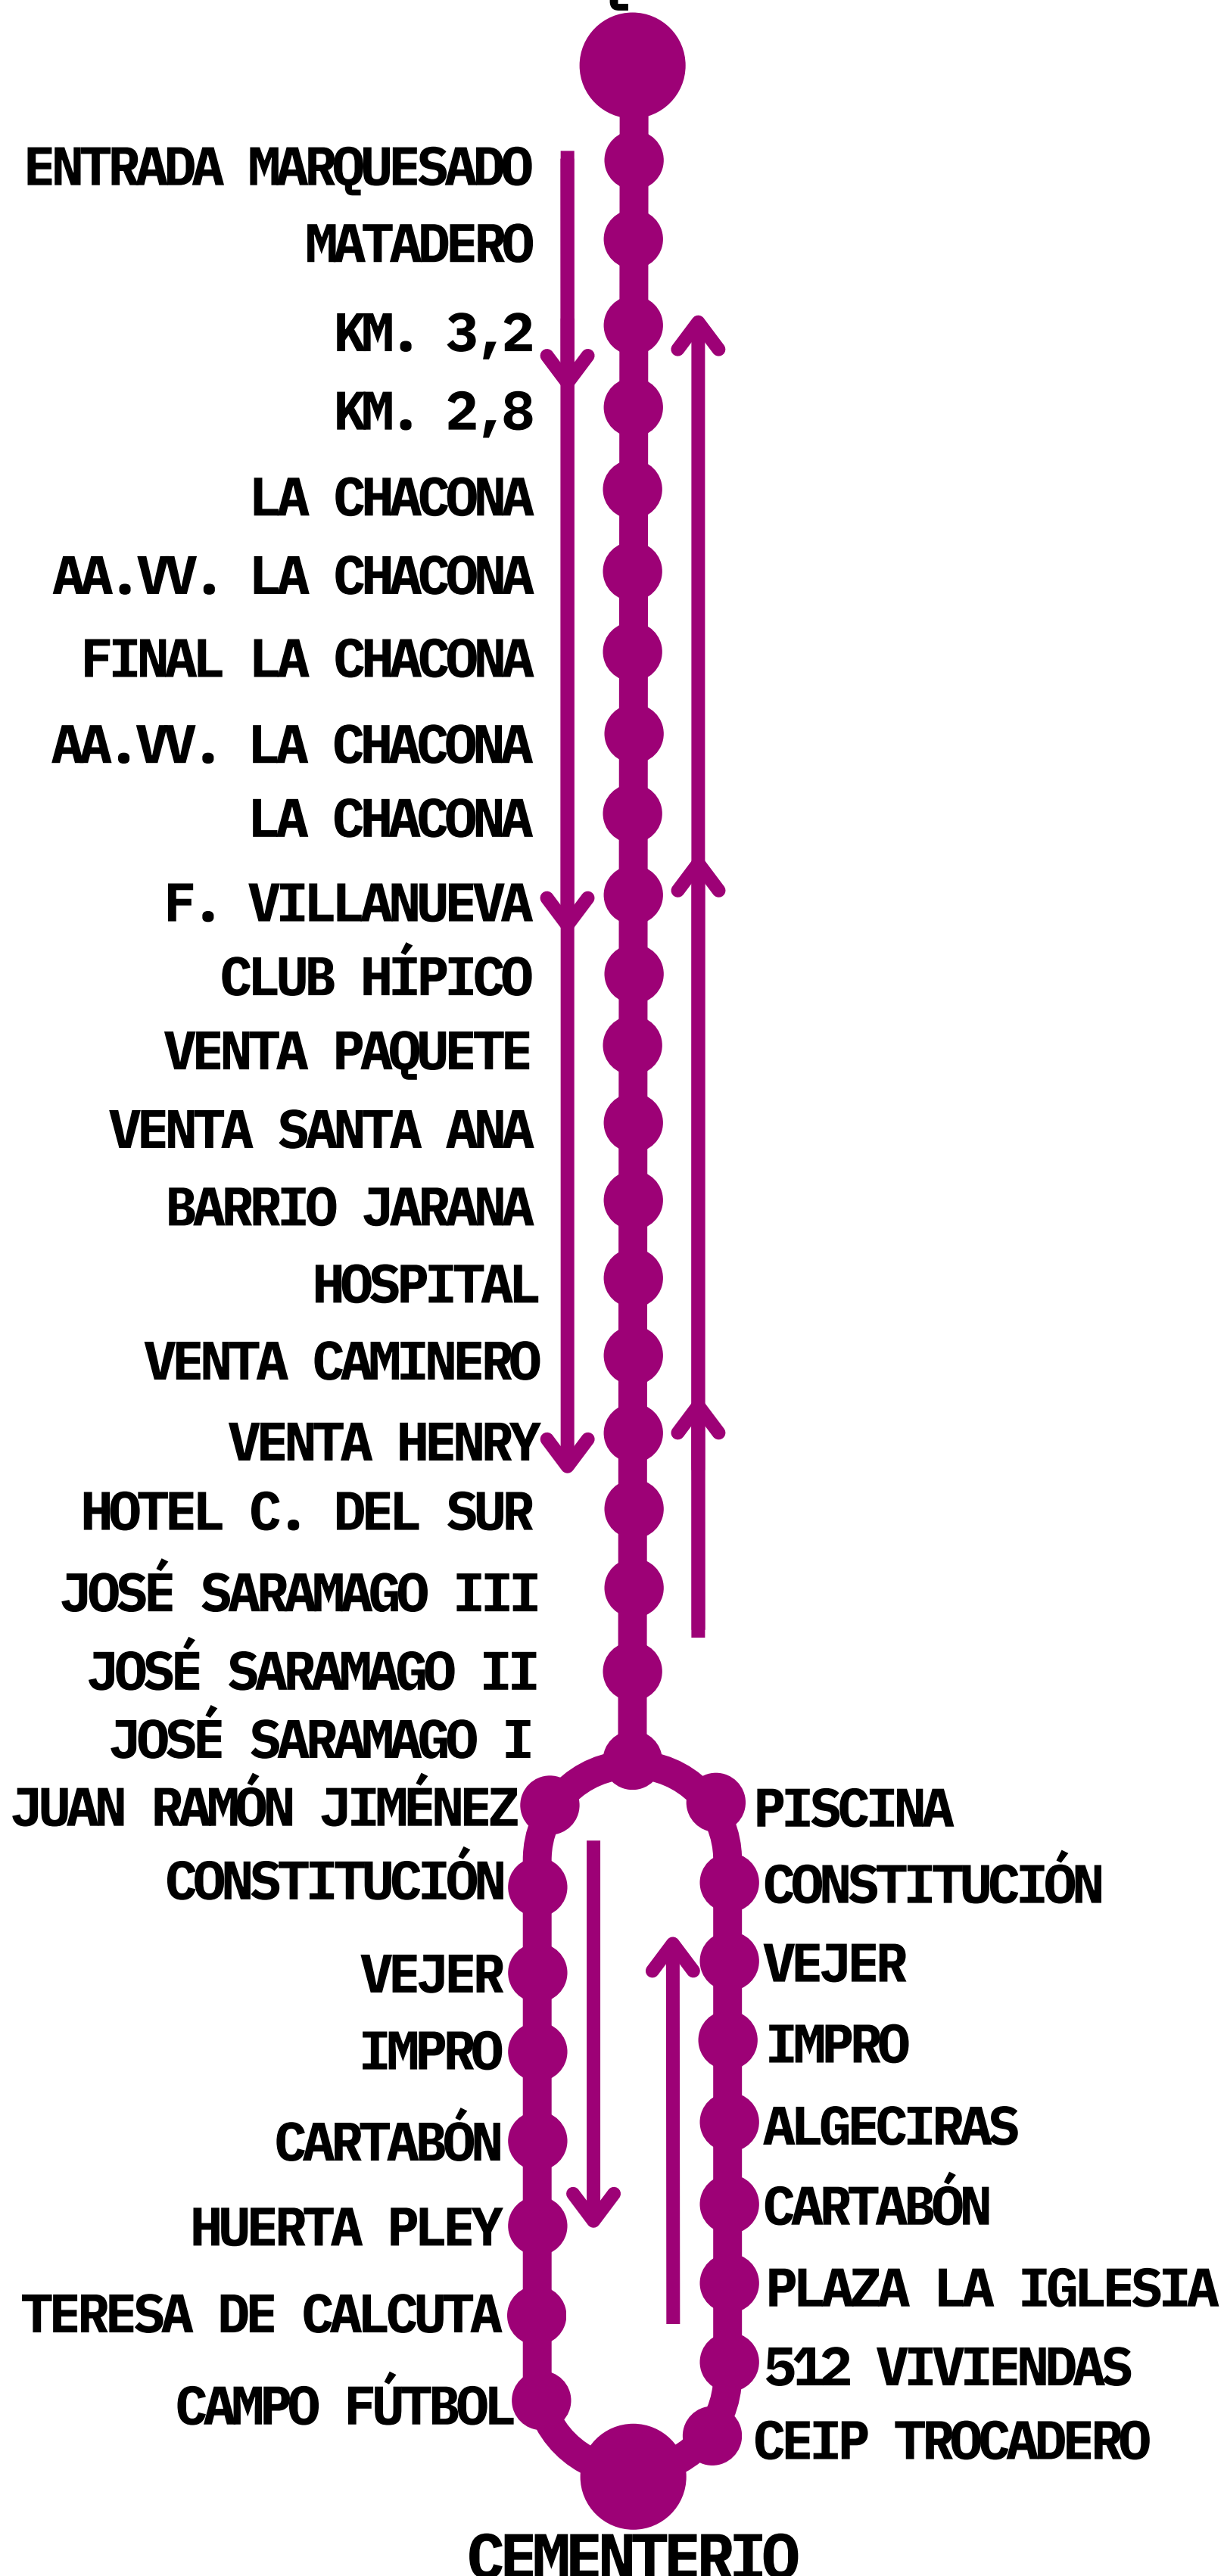 ENTRADA MARQUESADO
MATADERO
KM. 3,2
KM. 2,8
LA CHACONA
AA.VV. LA CHACONA
FINAL LA CHACONA
AA.VV. LA CHACONA
LA CHACONA
F. VILLANUEVA
CLUB HÍPICO
VENTA PAQUETE
VENTA SANTA ANA
BARRIO JARANA
HOSPITAL
VENTA CAMINERO
VENTA HENRY
HOTEL C. DEL SUR
JOSÉ SARAMAGO III
JOSÉ SARAMAGO II
JOSÉ SARAMAGO I
JUAN RAMÓN JIMÉNEZ
CONSTITUCIÓN
VEJER
IMPRO
CARTABÓN
HUERTA PLEY
TERESA DE CALCUTA
CAMPO FÚTBOL
PISCINA
CONSTITUCIÓN
VEJER
IMPRO
ALGECIRAS
CARTABÓN
PLAZA LA IGLESIA
512 VIVIENDAS
CEIP TROCADERO
CEMENTERIO